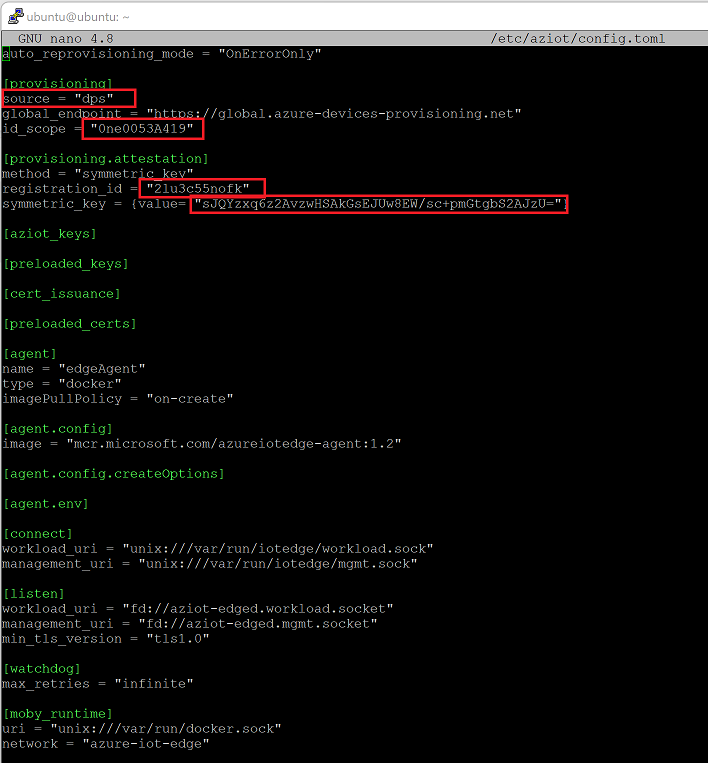 ubuntu@ubuntu: ~
GNU nano 4.8 /etc/aziot/config.toml
auto_reprovisioning_mode = "OnErrorOnly"
[provisioning]
source = "dps"
global_endpoint = "https://global.azure-devices-provisioning.net"
id_scope = "0ne0053A419"
[provisioning.attestation]
method = "symmetric_key"
registration_id = "2lu3c55nofk"
symmetric_key = {value= "sJQYzxq6z2AvzwHSAkGsEJUw8EW/sc+pmGtgbS2AJzU="}
[aziot_keys]
[preloaded_keys]
[cert_issuance]
[preloaded_certs]
[agent]
name = "edgeAgent"
type = "docker"
imagePullPolicy = "on-create"
[agent.config]
image = "mcr.microsoft.com/azureiotedge-agent:1.2"
[agent.config.createOptions]
[agent.env]
[connect]
workload_uri = "unix:///var/run/iotedge/workload.sock"
management_uri = "unix:///var/run/iotedge/mgmt.sock"
[listen]
workload_uri = "fd://aziot-edged.workload.socket"
management_uri = "fd://aziot-edged.mgmt.socket"
min_tls_version = "tls1.0"
[watchdog]
max_retries = "infinite"
[moby_runtime]
uri = "unix:///var/run/docker.sock"
network = "azure-iot-edge"